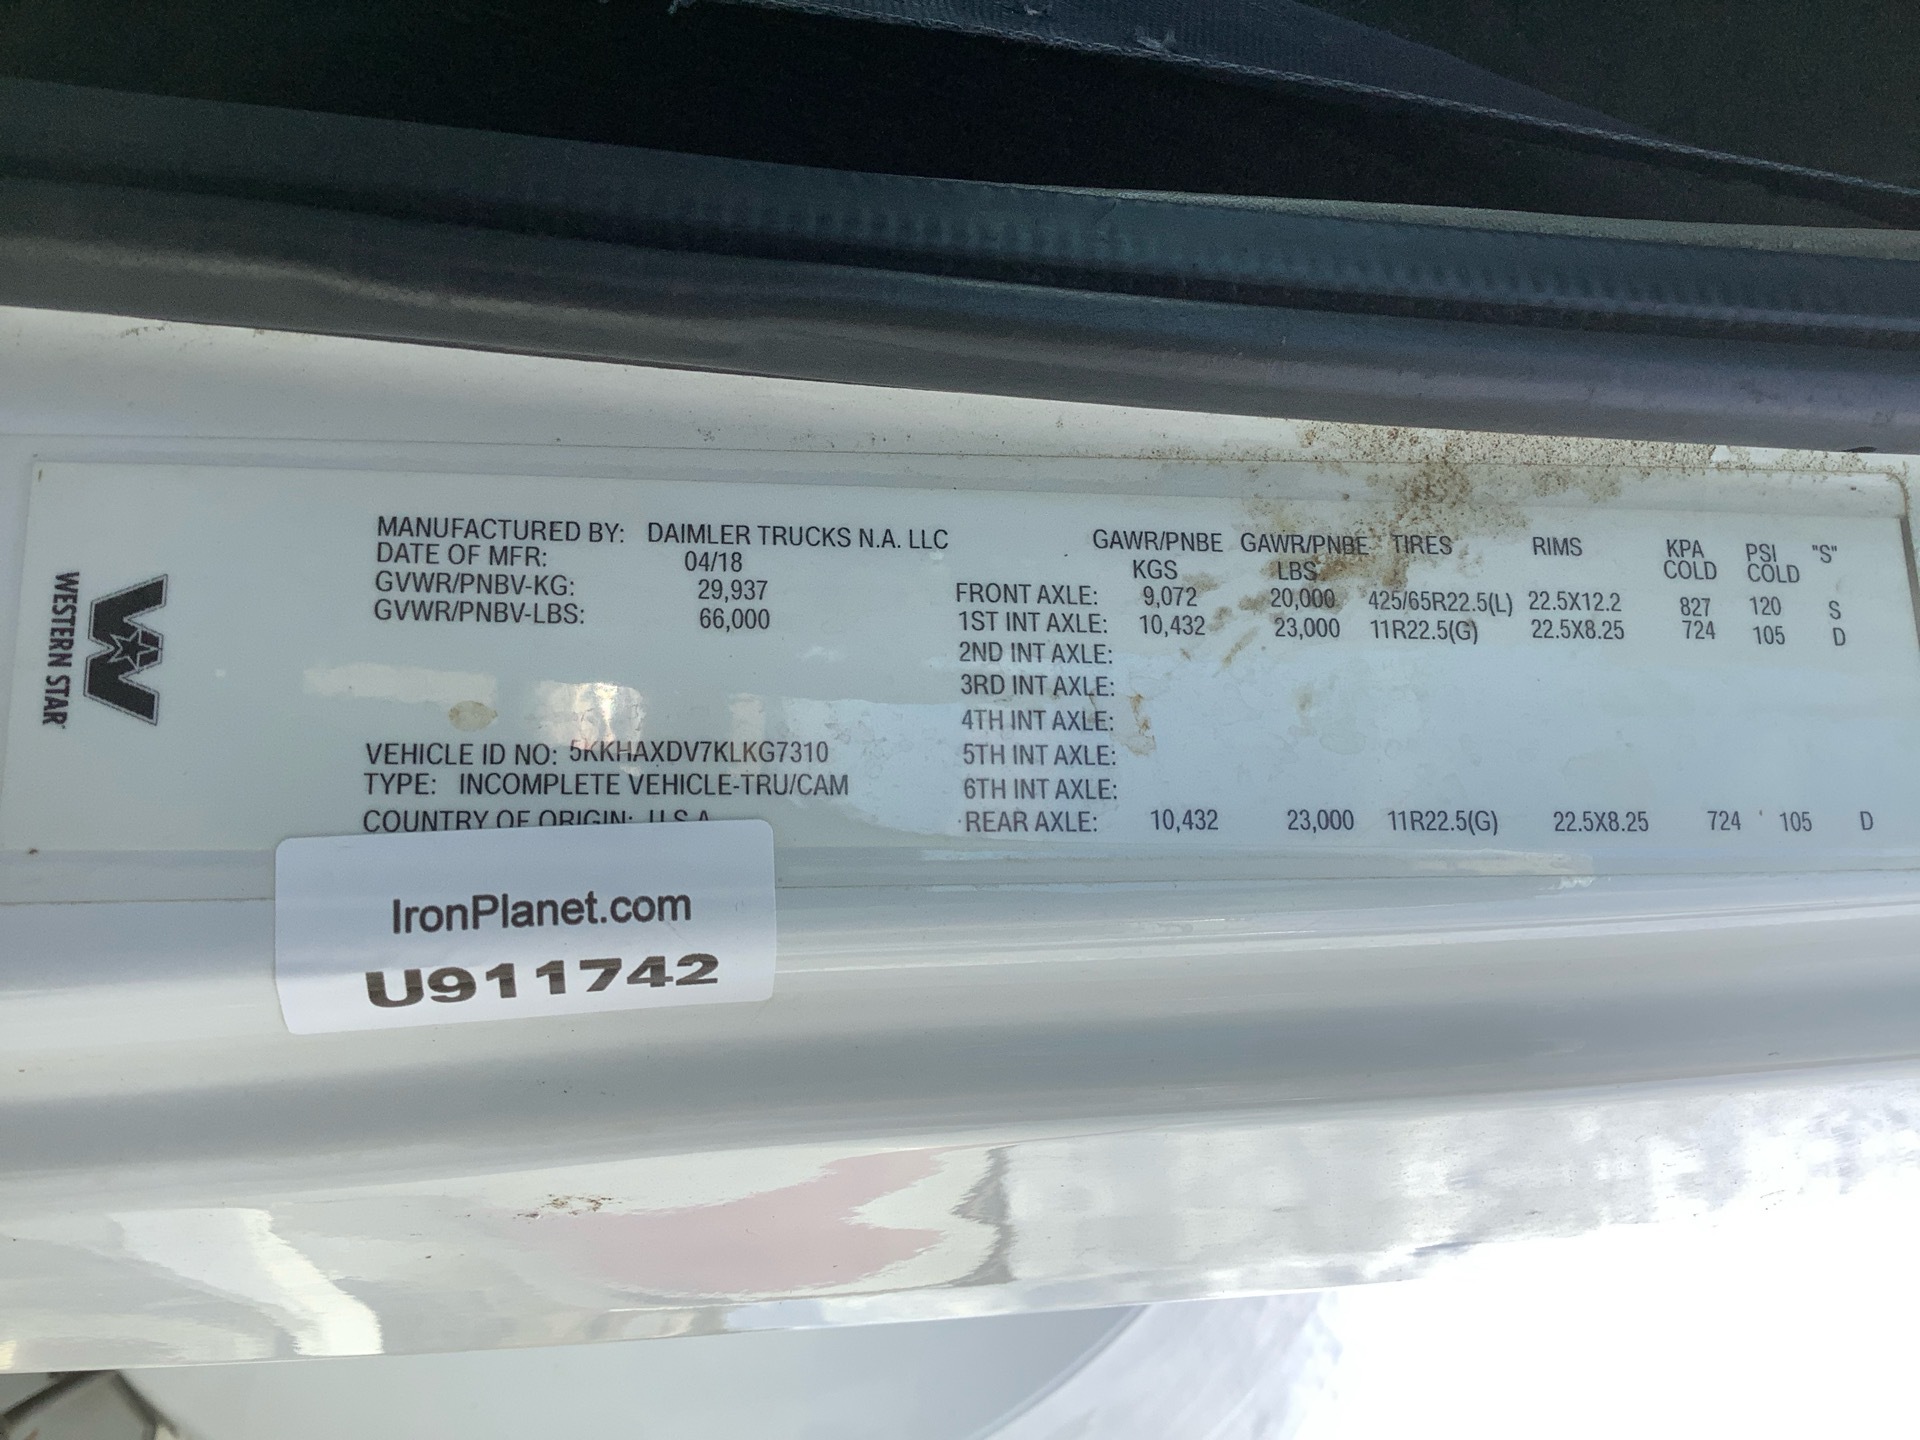 WESTERN STAR
MANUFACTURED BY: DAIMLER TRUCKS N.A. LLC
DATE OF MFR: 04/18
GVWR/PNBV-KG: 29,937
GVWR/PNBV-LBS: 66,000
VEHICLE ID NO: 5KKHAXDV7KLKG7310
TYPE: INCOMPLETE VEHICLE-TRU/CAM
COUNTRY OF ORIGIN: U.S.A.
GAWR/PNBE GAWR/PNBE TIRES RIMS KPA PSI "S"
KGS LBS COLD COLD
FRONT AXLE: 9,072 20,000 425/65R22.5(L) 22.5X12.2 827 120 S
1ST INT AXLE: 10,432 23,000 11R22.5(G) 22.5X8.25 724 105 D
2ND INT AXLE:
3RD INT AXLE:
4TH INT AXLE:
5TH INT AXLE:
6TH INT AXLE:
REAR AXLE: 10,432 23,000 11R22.5(G) 22.5X8.25 724 105 D
IronPlanet.com
U911742